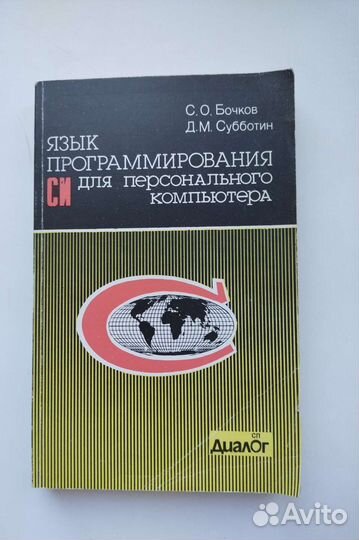 С. О. Бочков
Д. М. Субботин
ЯЗЫК
ПРОГРАММИРОВАНИЯ
СИ для персонального
компьютера
С
СП
Диалог
Avito